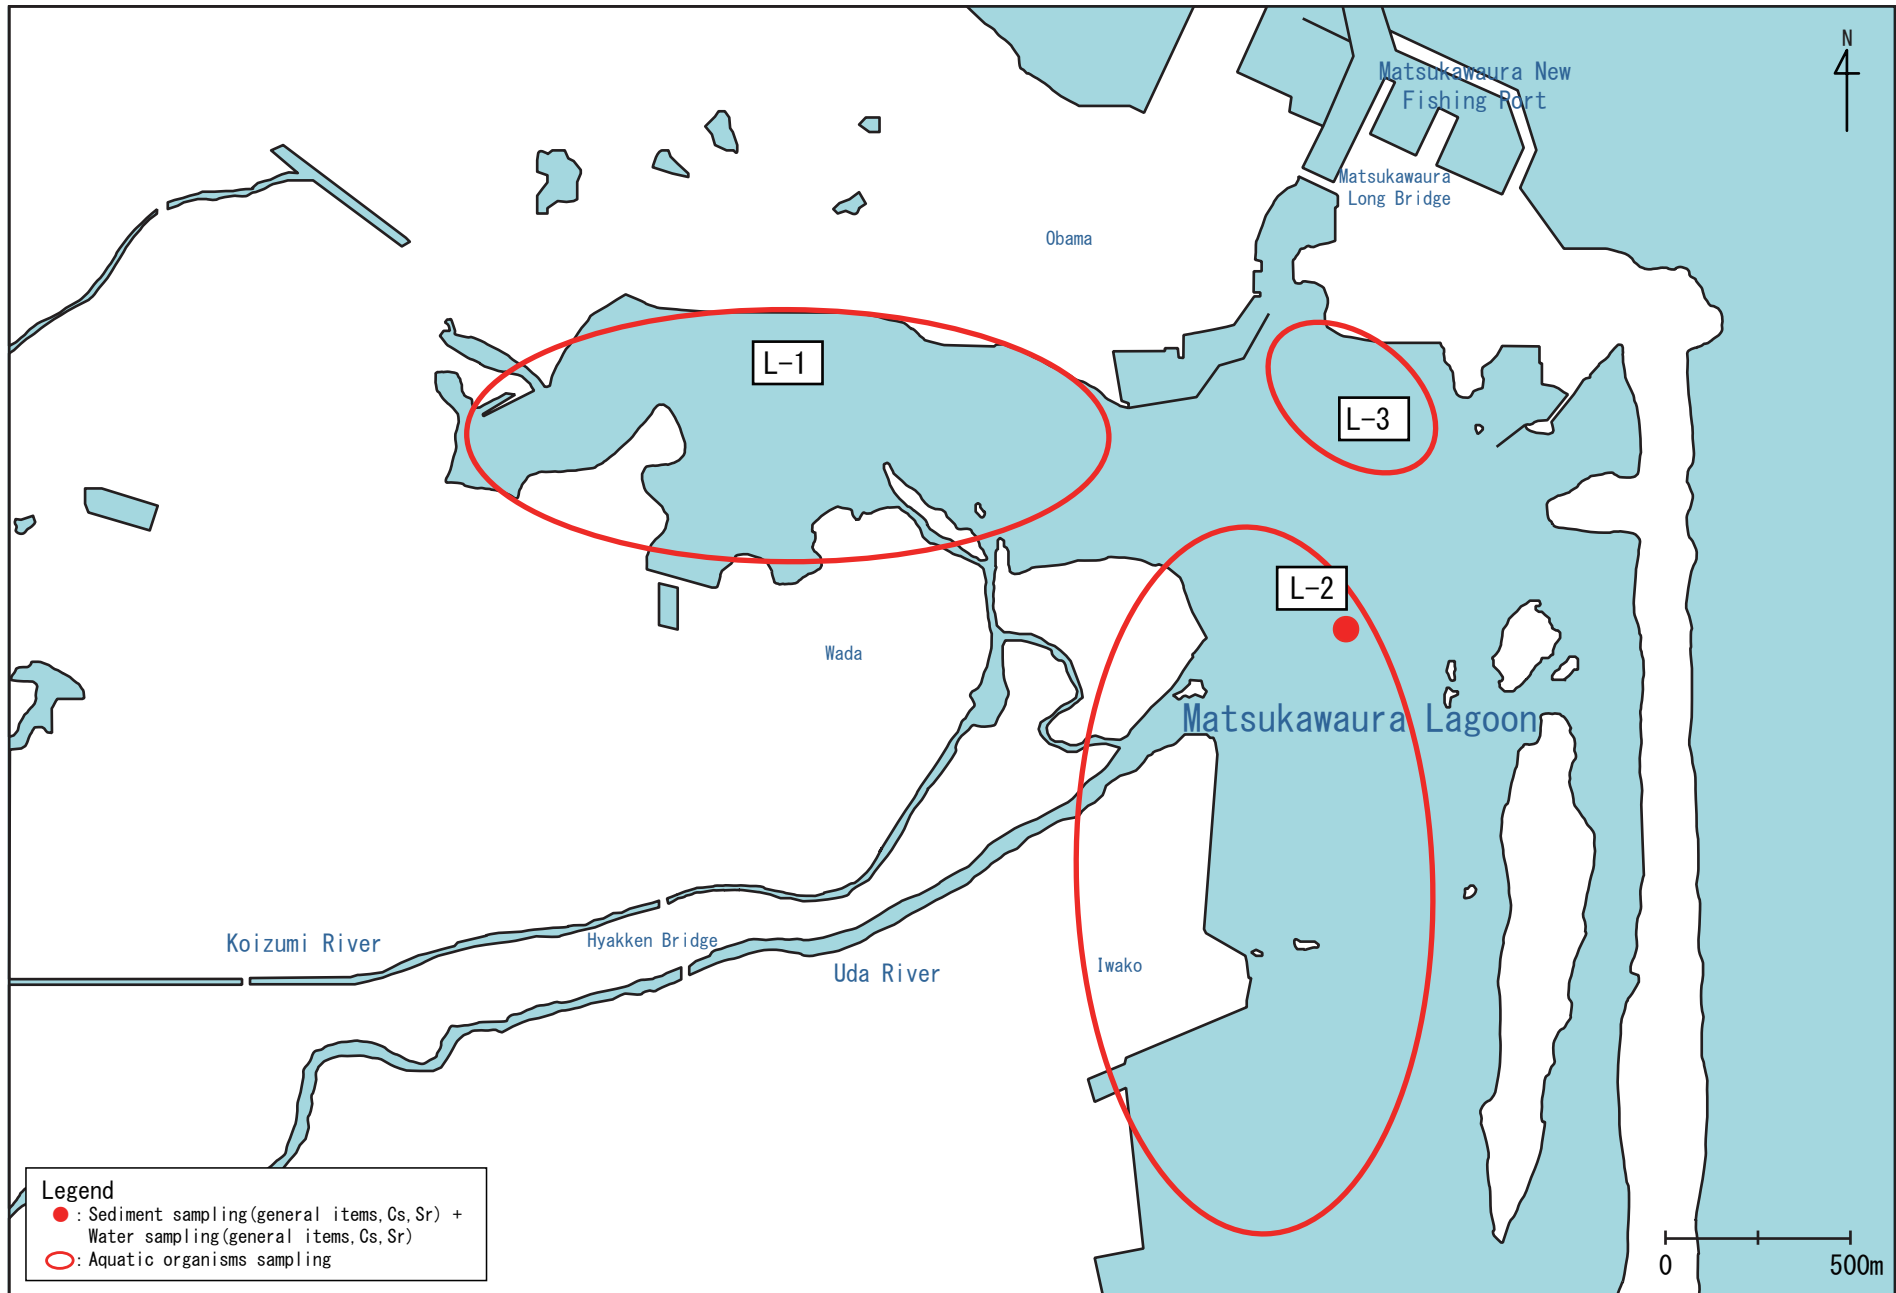 N
Matsukawaura New
Fishing Port
Matsukawaura
Long Bridge
Obama
L-1
L-3
L-2
Wada
Matsukawaura Lagoon
Koizumi River
Hyakken Bridge
Uda River
Iwako
Legend
: Sediment sampling(general items,Cs,Sr) +
Water sampling(general items,Cs,Sr)
: Aquatic organisms sampling
0 500m